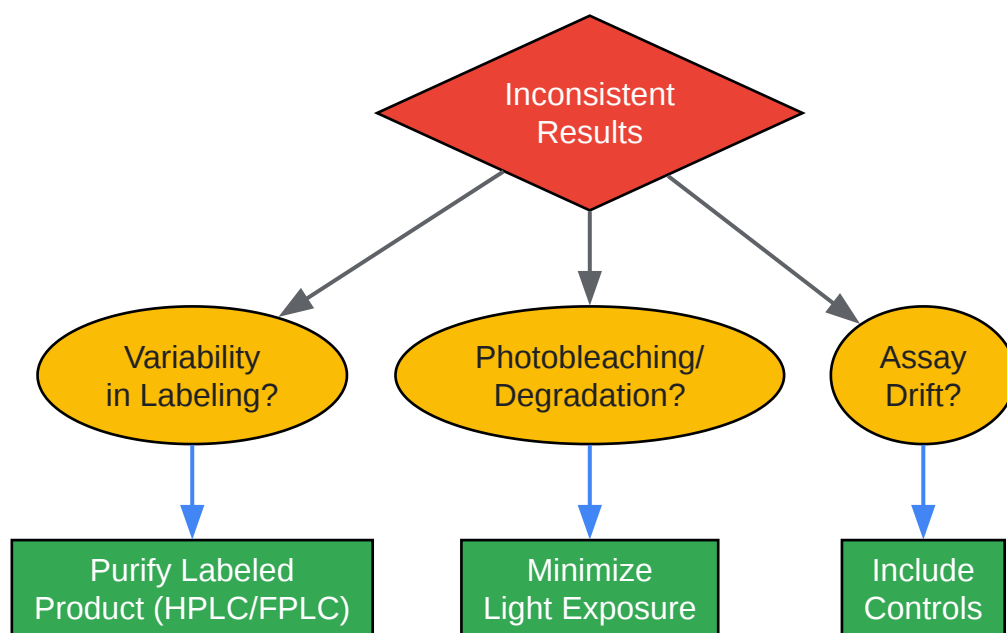 Inconsistent
Results
Variability
in Labeling?
Photobleaching/
Degradation?
Assay
Drift?
Purify Labeled
Product (HPLC/FPLC)
Minimize
Light Exposure
Include
Controls